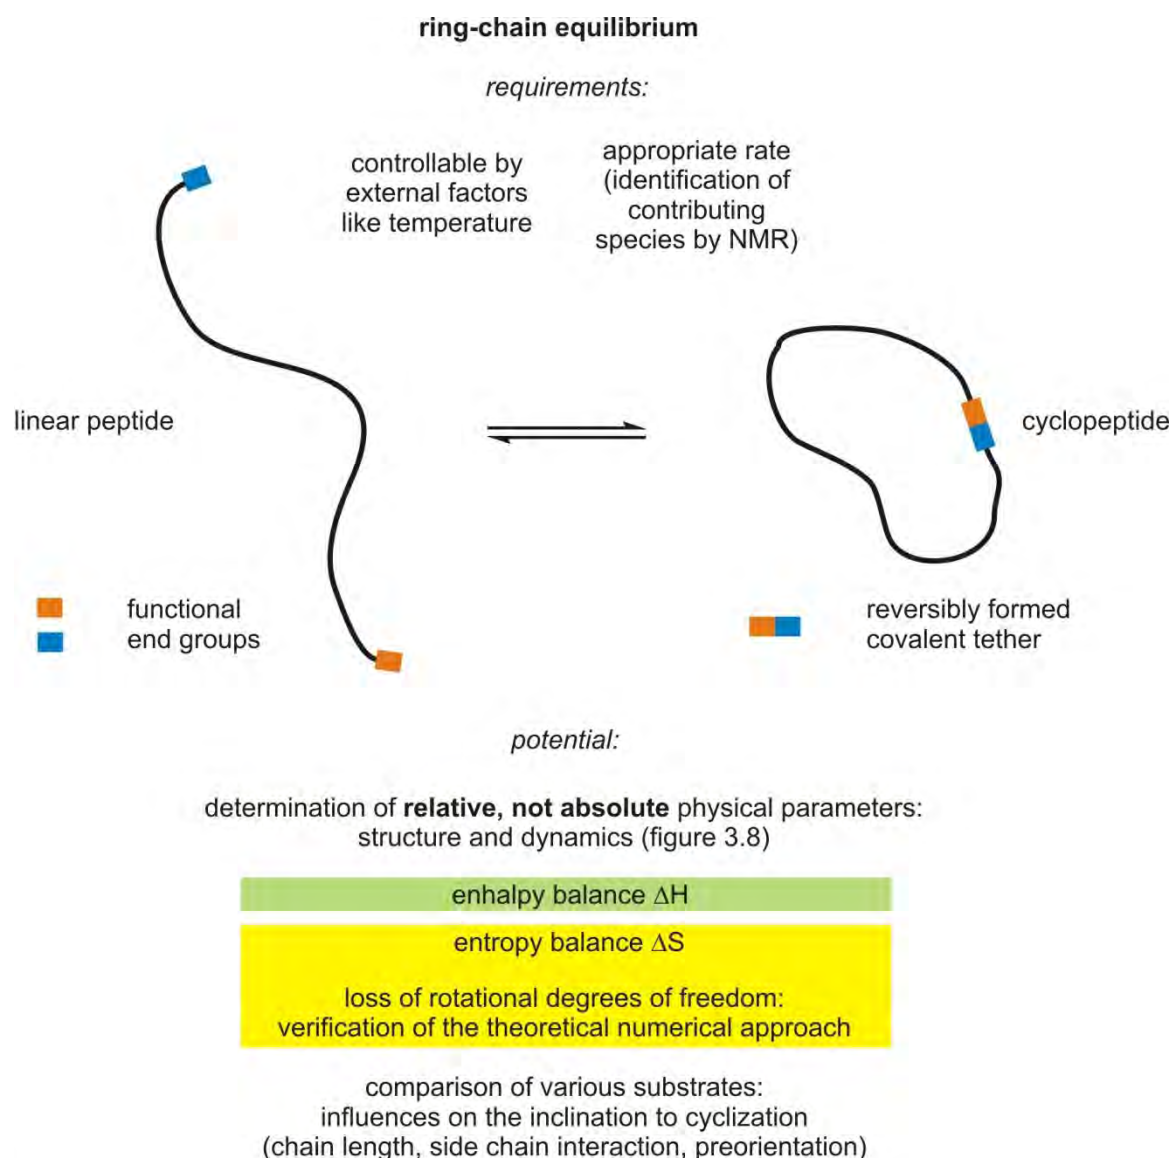 ring-chain equilibrium
requirements:
controllable by
external factors
like temperature
appropriate rate
(identification of
contributing
species by NMR)
linear peptide
cyclopeptide
functional
end groups
reversibly formed
covalent tether
potential:
determination of relative, not absolute physical parameters:
structure and dynamics (figure 3.8)
enhalpy balance ΔH
entropy balance ΔS
loss of rotational degrees of freedom:
verification of the theoretical numerical approach
comparison of various substrates:
influences on the inclination to cyclization
(chain length, side chain interaction, preorientation)